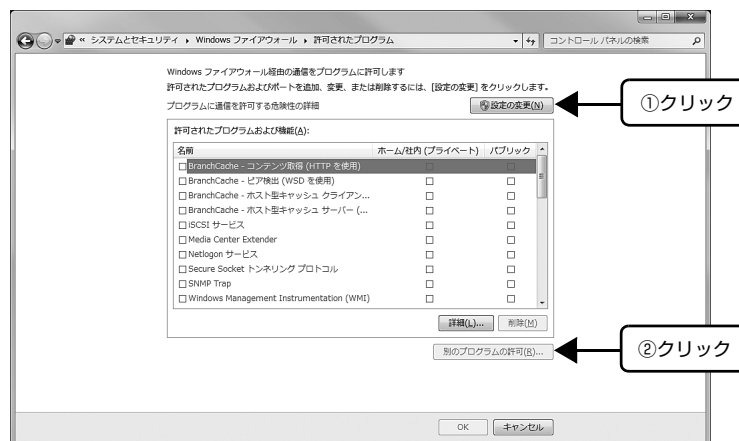 « システムとセキュリティ ▸ Windows ファイアウォール ▸ 許可されたプログラム
コントロール パネルの検索
Windows ファイアウォール経由の通信をプログラムに許可します
許可されたプログラムおよびポートを追加、変更、または削除するには、[設定の変更] をクリックします。
プログラムに通信を許可する危険性の詳細
設定の変更(N)
①クリック
許可されたプログラムおよび機能(A):
名前 ホーム/社内 (プライベート) パブリック
BranchCache - コンテンツ取得 (HTTP を使用)
BranchCache - ピア検出 (WSD を使用)
BranchCache - ホスト型キャッシュ クライアン...
BranchCache - ホスト型キャッシュ サーバー (...
iSCSI サービス
Media Center Extender
Netlogon サービス
Secure Socket トンネリング プロトコル
SNMP Trap
Windows Management Instrumentation (WMI)
詳細(L)... 削除(M)
別のプログラムの許可(R)...
②クリック
OK キャンセル